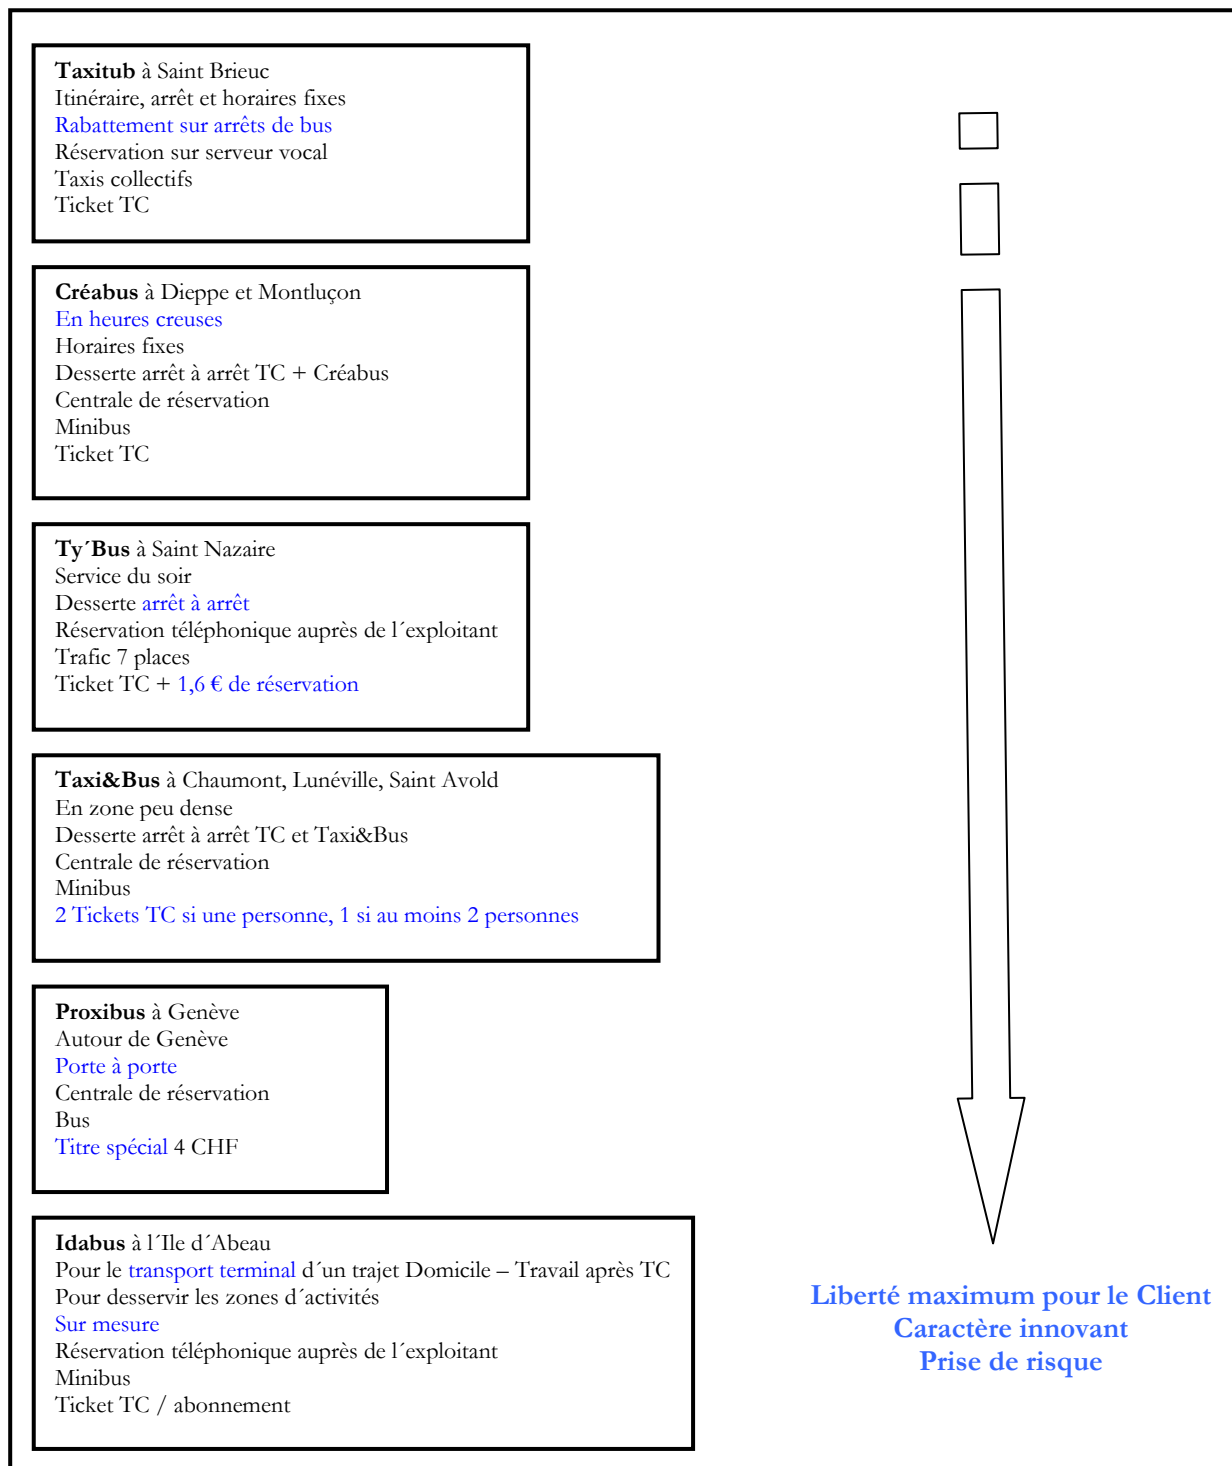 Taxitub à Saint Brieuc
Itinéraire, arrêt et horaires fixes
Rabattement sur arrêts de bus
Réservation sur serveur vocal
Taxis collectifs
Ticket TC
Créabus à Dieppe et Montluçon
En heures creuses
Horaires fixes
Desserte arrêt à arrêt TC + Créabus
Centrale de réservation
Minibus
Ticket TC
Ty´Bus à Saint Nazaire
Service du soir
Desserte arrêt à arrêt
Réservation téléphonique auprès de l´exploitant
Trafic 7 places
Ticket TC + 1,6 € de réservation
Taxi&Bus à Chaumont, Lunéville, Saint Avold
En zone peu dense
Desserte arrêt à arrêt TC et Taxi&Bus
Centrale de réservation
Minibus
2 Tickets TC si une personne, 1 si au moins 2 personnes
Proxibus à Genève
Autour de Genève
Porte à porte
Centrale de réservation
Bus
Titre spécial 4 CHF
Idabus à l´Ile d´Abeau
Pour le transport terminal d´un trajet Domicile – Travail après TC
Pour desservir les zones d´activités
Sur mesure
Réservation téléphonique auprès de l´exploitant
Minibus
Ticket TC / abonnement
Liberté maximum pour le Client
Caractère innovant
Prise de risque